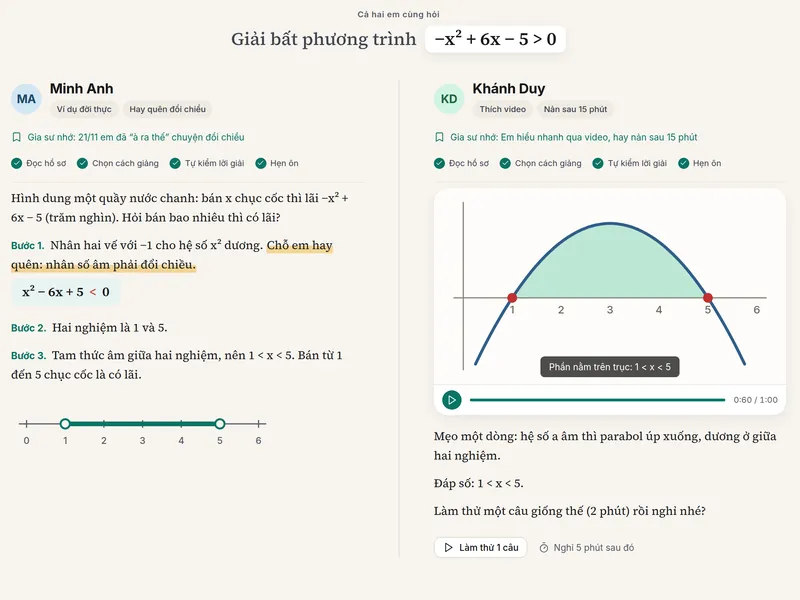 Cả hai em cùng hỏi
Giải bất phương trình −x² + 6x − 5 > 0
MA
Minh Anh
Ví dụ đời thực
Hay quên đổi chiều
Gia sư nhớ: 21/11 em đã “à ra thế” chuyện đổi chiều
Đọc hồ sơ
Chọn cách giảng
Tự kiểm lời giải
Hẹn ôn
Hình dung một quầy nước chanh: bán x chục cốc thì lãi −x² +
6x − 5 (trăm nghìn). Hỏi bán bao nhiêu thì có lãi?
Bước 1. Nhân hai vế với −1 cho hệ số x² dương. Chỗ em hay
quên: nhân số âm phải đổi chiều.
x² − 6x + 5 < 0
Bước 2. Hai nghiệm là 1 và 5.
Bước 3. Tam thức âm giữa hai nghiệm, nên 1 < x < 5. Bán từ 1
đến 5 chục cốc là có lãi.
0 1 2 3 4 5 6
KD
Khánh Duy
Thích video
Nản sau 15 phút
Gia sư nhớ: Em hiểu nhanh qua video, hay nản sau 15 phút
Đọc hồ sơ
Chọn cách giảng
Tự kiểm lời giải
Hẹn ôn
1 2 3 4 5 6
Phần nằm trên trục: 1 < x < 5
0:60 / 1:00
Mẹo một dòng: hệ số a âm thì parabol úp xuống, dương ở giữa
hai nghiệm.
Đáp số: 1 < x < 5.
Làm thử một câu giống thế (2 phút) rồi nghỉ nhé?
Làm thử 1 câu
Nghỉ 5 phút sau đó